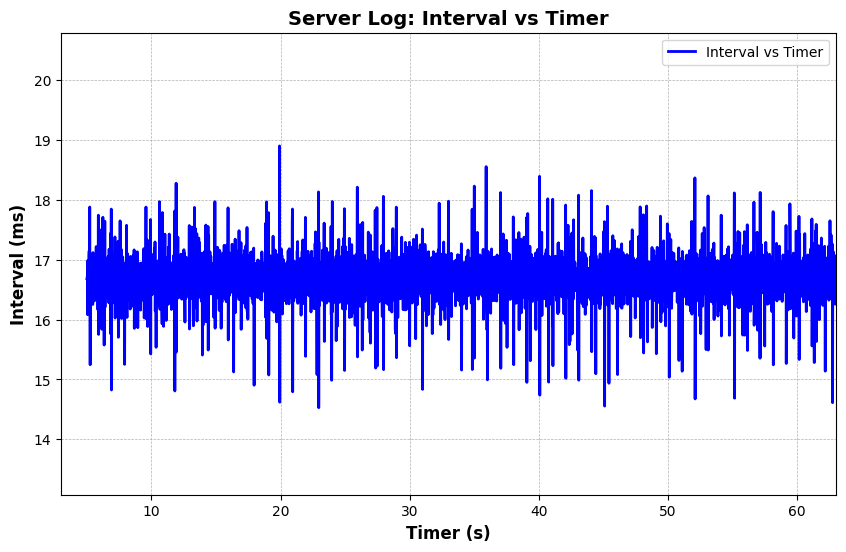 Server Log: Interval vs Timer
Interval vs Timer
20
19
18
17
16
15
14
Interval (ms)
10 20 30 40 50 60
Timer (s)